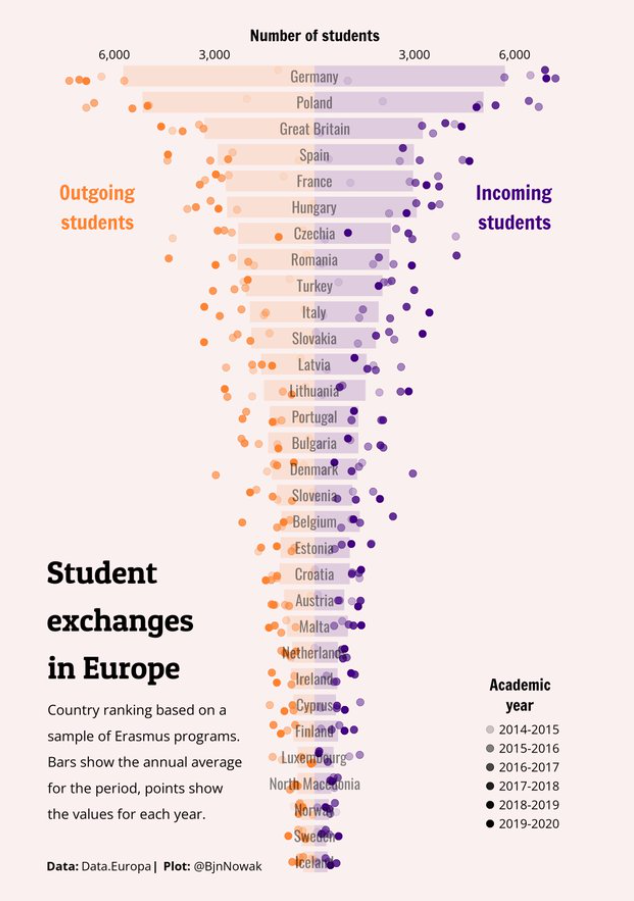 Number of students
6,000 3,000 3,000 6,000
Germany
Poland
Great Britain
Spain
France
Outgoing
students
Incoming
students
Hungary
Czechia
Romania
Turkey
Italy
Slovakia
Latvia
Lithuania
Portugal
Bulgaria
Denmark
Slovenia
Belgium
Estonia
Croatia
Austria
Malta
Netherlands
Ireland
Cyprus
Finland
Luxembourg
North Macedonia
Norway
Sweden
Iceland
Student
exchanges
in Europe
Country ranking based on a
sample of Erasmus programs.
Bars show the annual average
for the period, points show
the values for each year.
Academic
year
2014-2015
2015-2016
2016-2017
2017-2018
2018-2019
2019-2020
Data: Data.Europa| Plot: @BjnNowak